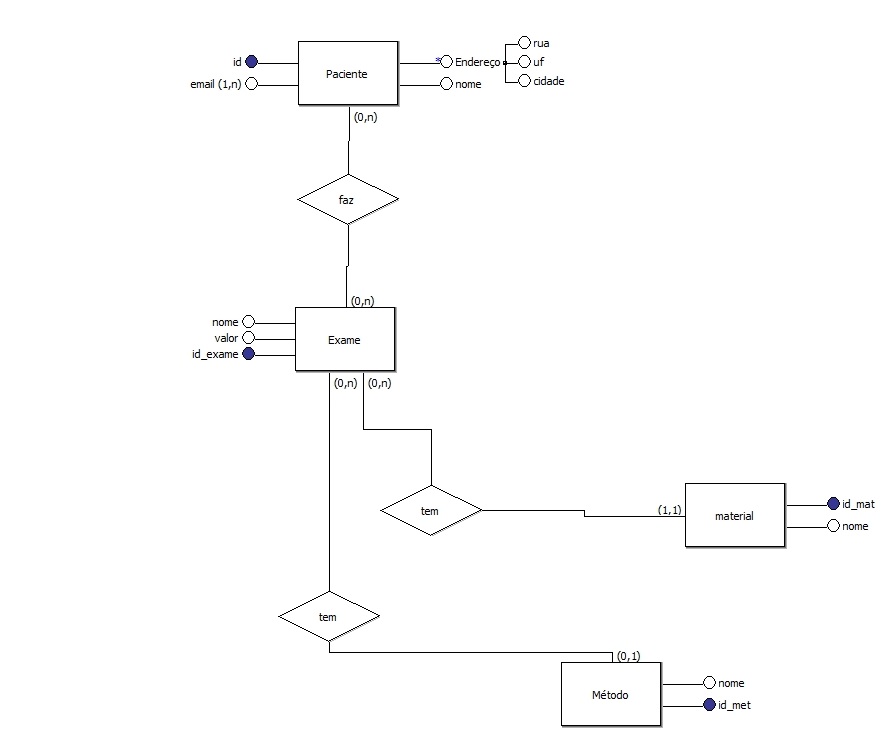 id
email (1,n)
Paciente
Endereço
nome
rua
uf
cidade
(0,n)
faz
(0,n)
nome
valor
id_exame
Exame
(0,n)
(0,n)
tem
(1,1)
material
id_mat
nome
tem
(0,1)
Método
nome
id_met